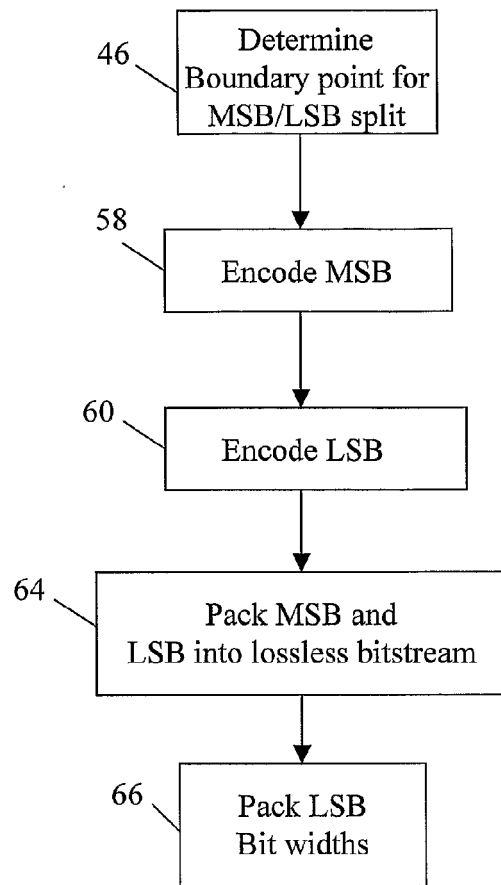 46
Determine
Boundary point for
MSB/LSB split
58
Encode MSB
60
Encode LSB
64
Pack MSB and
LSB into lossless bitstream
66
Pack LSB
Bit widths